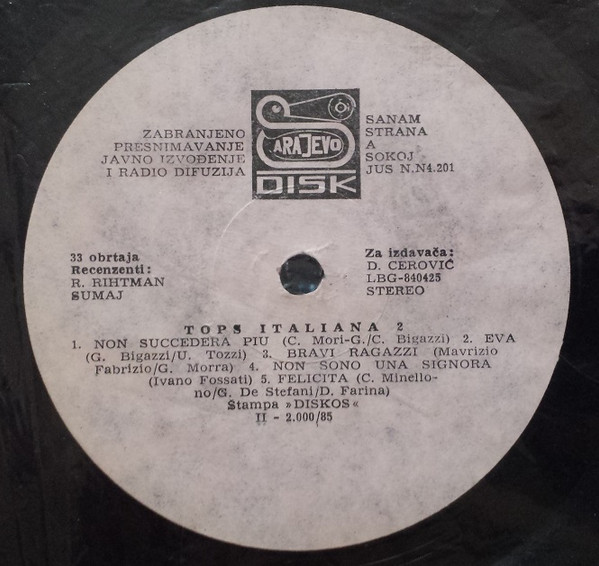 ZABRANJENO
PRESNIMAVANJE
JAVNO IZVOĐENJE
I RADIO DIFUZIJA
SARAJEVO
DISK
SANAM
STRANA
A
SOKOJ
JUS N.N4.201
33 obrtaja
Recenzenti:
R. RIHTMAN
SUMAJ
Za izdavača:
D. CEROVIĆ
LBG-840425
STEREO
TOPS ITALIANA 2
1. NON SUCCEDERA PIU (C. Mori-G./C. Bigazzi) 2. EVA
(G. Bigazzi/U. Tozzi) 3. BRAVI RAGAZZI (Mavrizio
Fabrizio/G. Morra) 4. NON SONO UNA SIGNORA
(Ivano Fossati) 5. FELICITA (C. Minello-
no/G. De Stefani/D. Farina)
Štampa »DISKOS«
II - 2.000/85